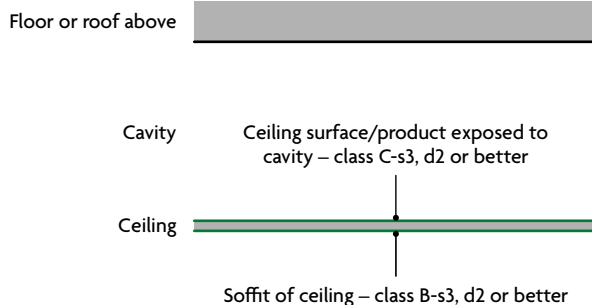 Floor or roof above
Cavity
Ceiling surface/product exposed to
cavity – class C-s3, d2 or better
Ceiling
Soffit of ceiling – class B-s3, d2 or better